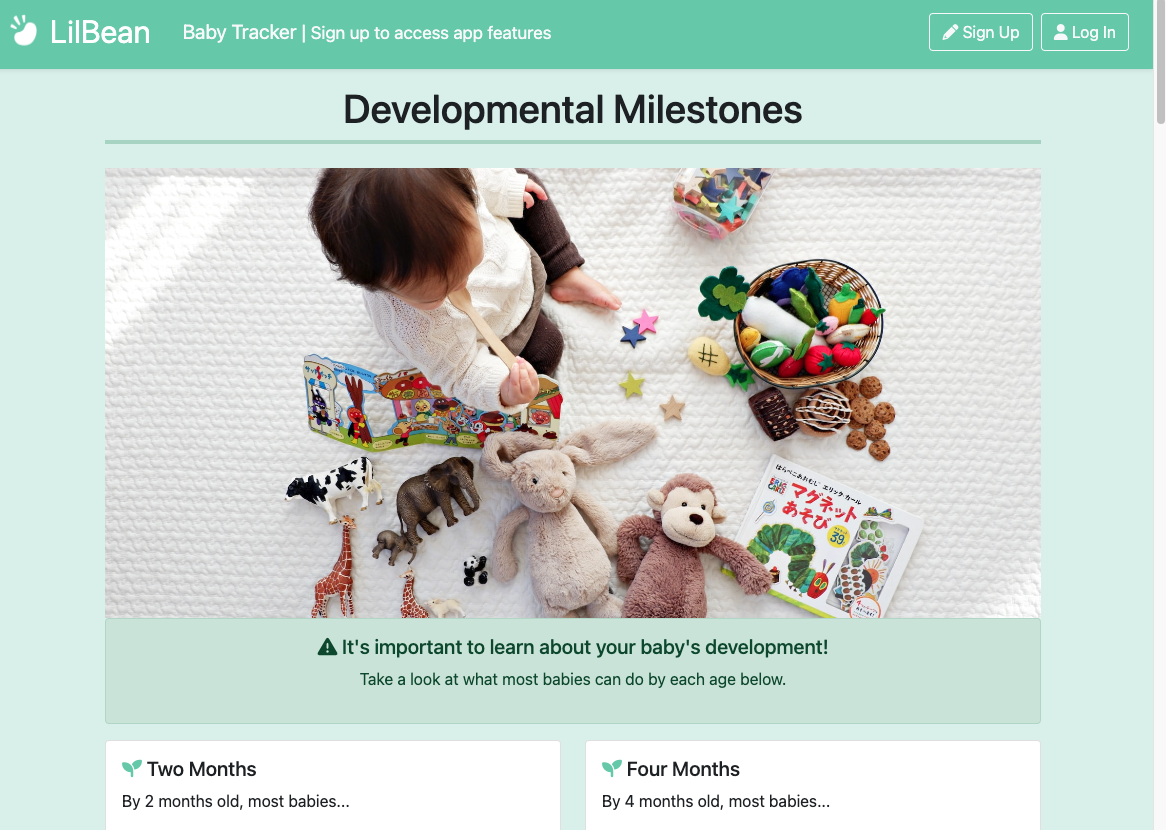 LilBean
Baby Tracker | Sign up to access app features
Sign Up
Log In
Developmental Milestones
はらぺこあおむし エリック カール
ERIC CARLE
マグネット
あそび
39
It's important to learn about your baby's development!
Take a look at what most babies can do by each age below.
Two Months
By 2 months old, most babies...
Four Months
By 4 months old, most babies...